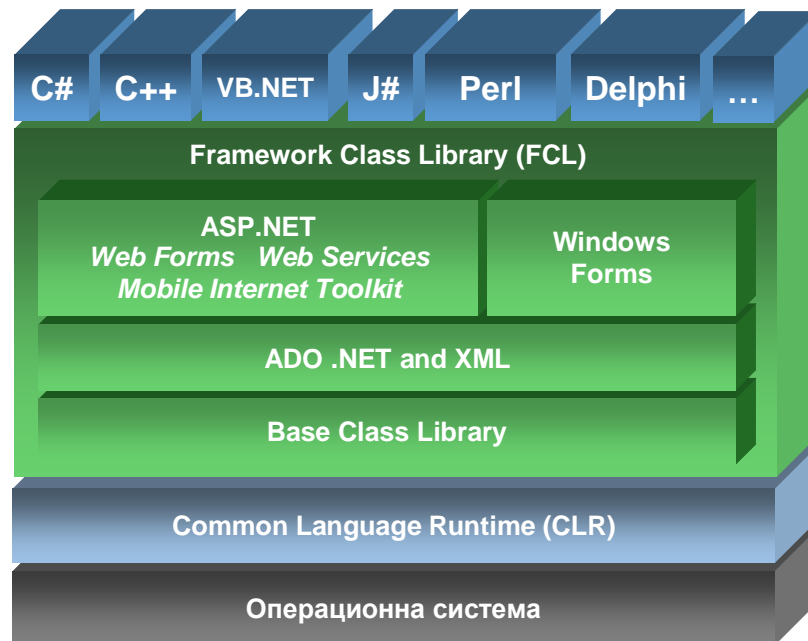 C# C++ VB.NET J# Perl Delphi ...
Framework Class Library (FCL)
ASP.NET
Web Forms Web Services
Mobile Internet Toolkit
Windows
Forms
ADO .NET and XML
Base Class Library
Common Language Runtime (CLR)
Операционна система